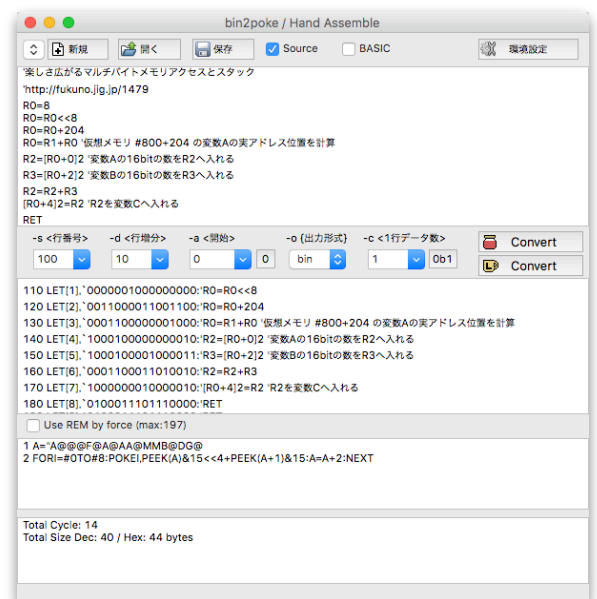 bin2poke / Hand Assemble
新規 開く 保存 Source BASIC 環境設定
'楽しさ広がるマルチバイトメモリアクセスとスタック
'http://fukuno.jig.jp/1479
R0=8
R0=R0<<8
R0=R0+204
R0=R1+R0 '仮想メモリ #800+204 の変数Aの実アドレス位置を計算
R2=[R0+0]2 '変数Aの16bitの数をR2へ入れる
R3=[R0+2]2 '変数Bの16bitの数をR3へ入れる
R2=R2+R3
[R0+4]2=R2 'R2を変数Cへ入れる
RET
-s <行番号> -d <行増分> -a <開始> -o {出力形式} -c <1行データ数> Convert
100 10 0 0 bin 1 0b1 Convert
110 LET[1],`0000001000000000:'R0=R0<<8
120 LET[2],`0011000011001100:'R0=R0+204
130 LET[3],`0001100000001000:'R0=R1+R0 '仮想メモリ #800+204 の変数Aの実アドレス位置を計算
140 LET[4],`1000100000000010:'R2=[R0+0]2 '変数Aの16bitの数をR2へ入れる
150 LET[5],`1000100001000011:'R3=[R0+2]2 '変数Bの16bitの数をR3へ入れる
160 LET[6],`0001100011010010:'R2=R2+R3
170 LET[7],`1000000010000010:'[R0+4]2=R2 'R2を変数Cへ入れる
180 LET[8],`0100011101110000:'RET
Use REM by force (max:197)
1 A="A@@@F@A@AA@MMB@DG@
2 FORI=#0TO#8:POKEI,PEEK(A)&15<<4+PEEK(A+1)&15:A=A+2:NEXT
Total Cycle: 14
Total Size Dec: 40 / Hex: 44 bytes